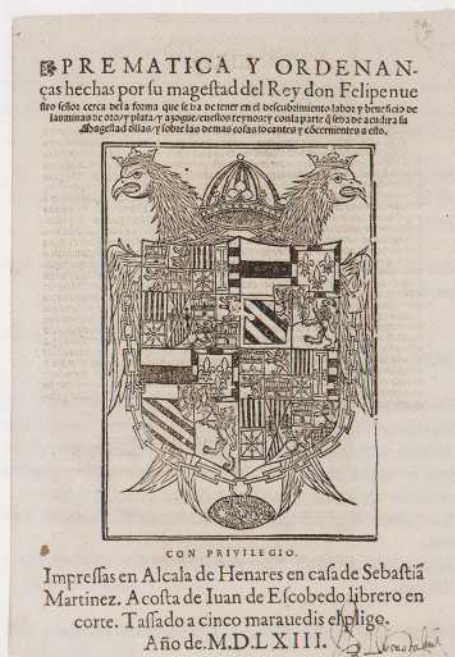 PREMATICA Y ORDENAN-
ças hechas por su magestad del Rey don Felipe nue
stro señor cerca dela forma que se ha de tener en el descubrimiento labor y beneficio de
las minas de oro/ y plata/ y azogue/ en estos reynos: y con la parte q̃ se ha de acudir a su
Magestad dllas/ y sobre las demas cosas tocantes y cõcernientes a esto.
CON PRIVILEGIO.
Impressas en Alcala de Henares en casa de Sebastiã
Martinez. Acosta de Iuan de Escobedo librero en
corte. Tassado a cinco marauedis el pligo.
Año de. M.D.LXIII.